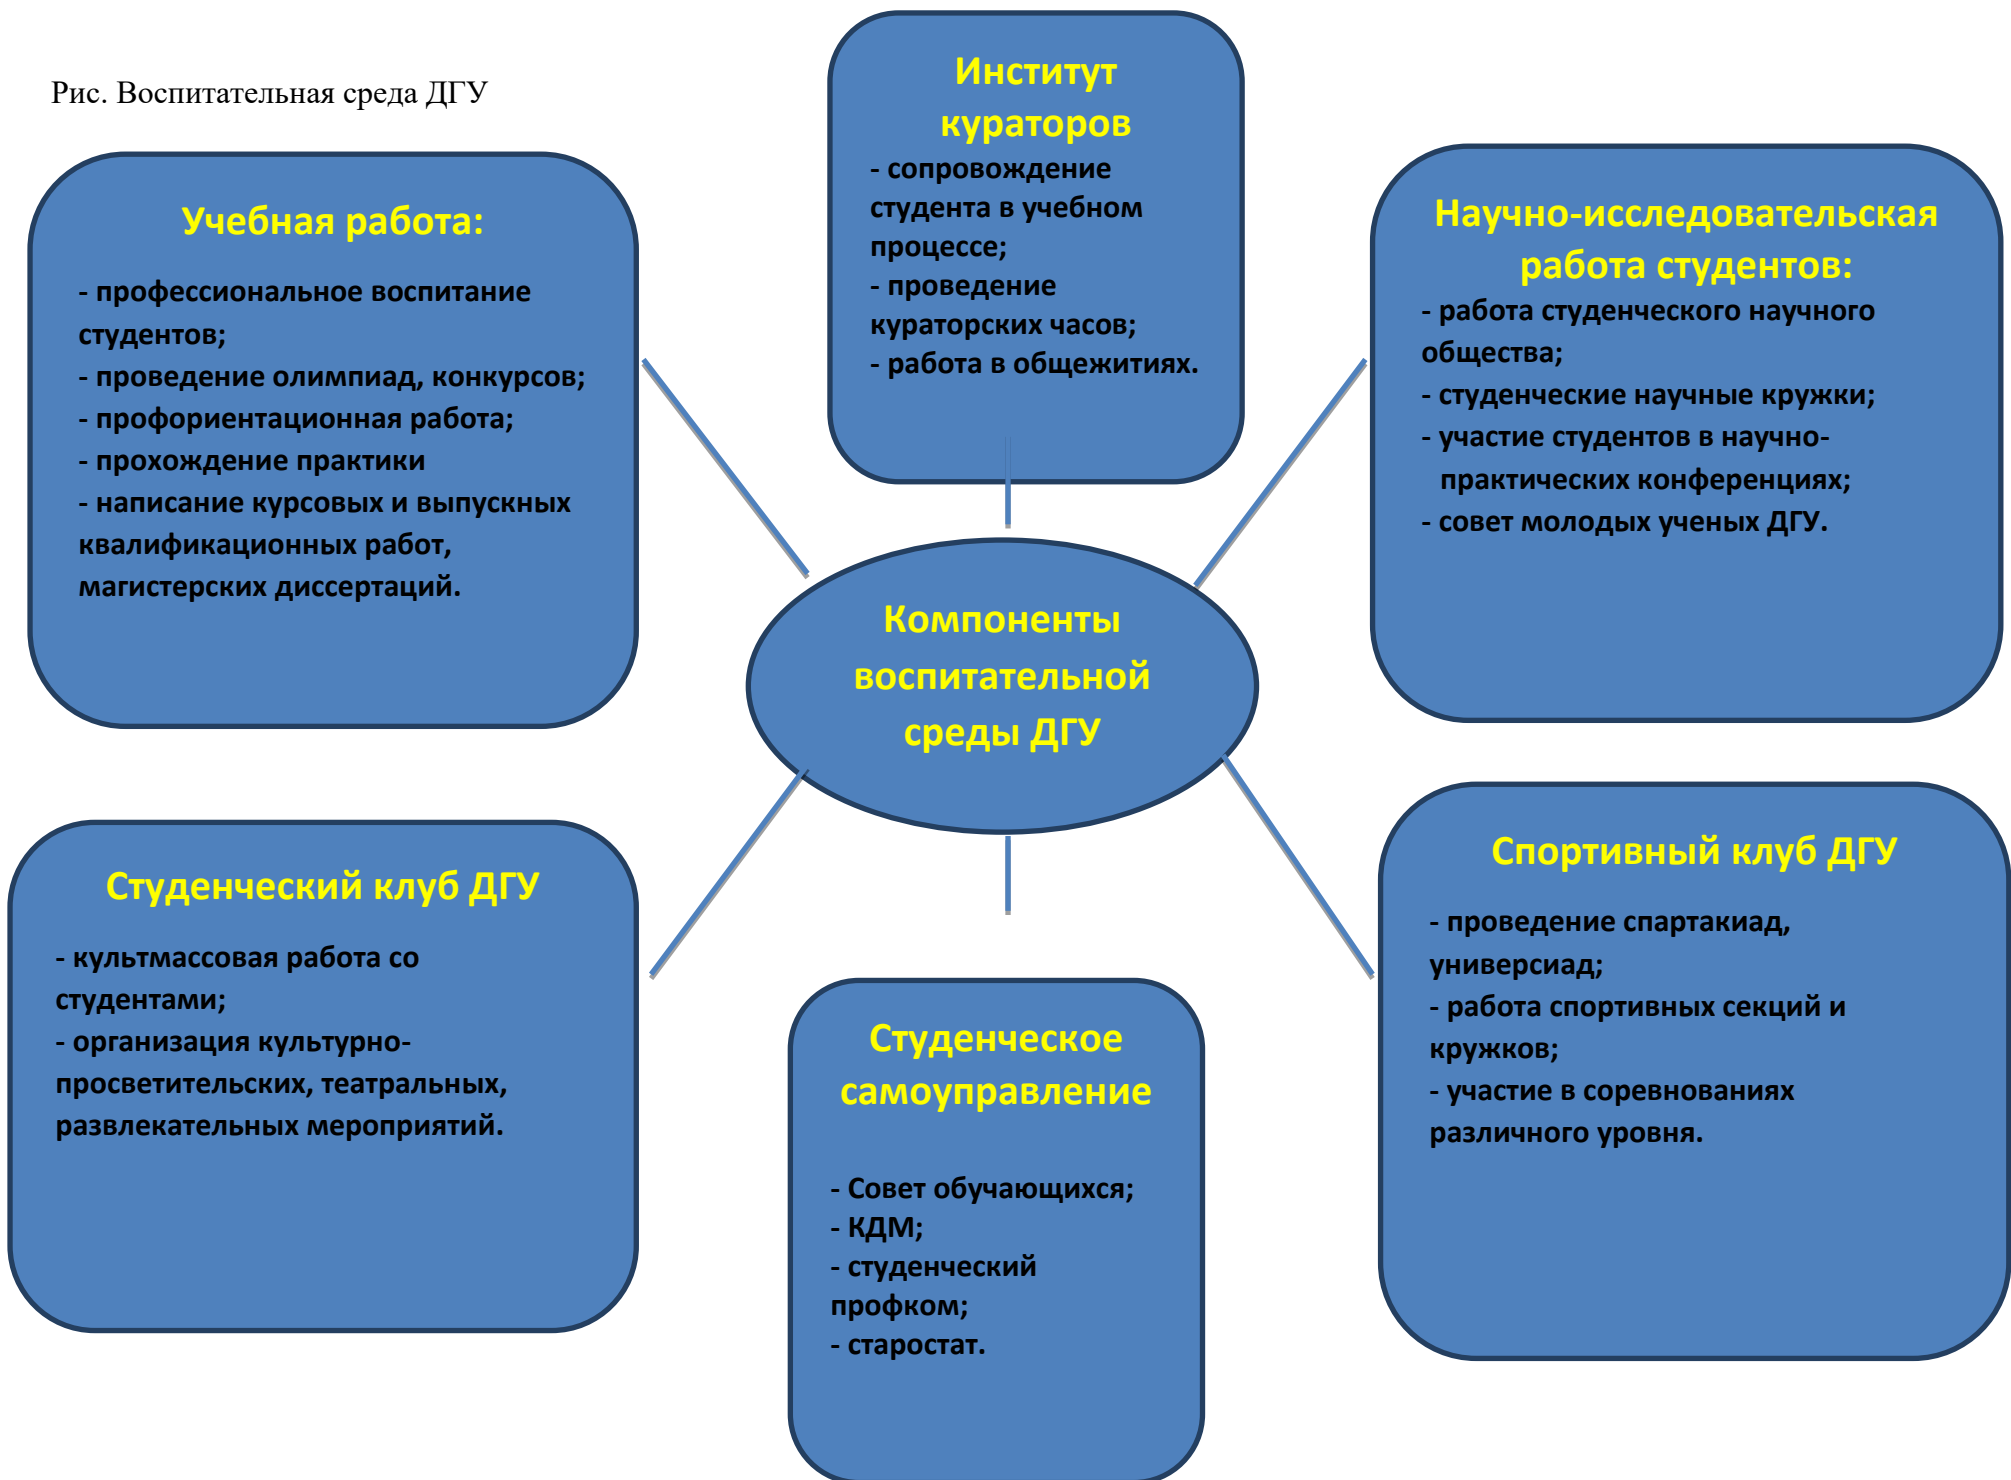 Рис. Воспитательная среда ДГУ
Институт
кураторов
- сопровождение
студента в учебном
процессе;
- проведение
кураторских часов;
- работа в общежитиях.
Учебная работа:
- профессиональное воспитание
студентов;
- проведение олимпиад, конкурсов;
- профориентационная работа;
- прохождение практики
- написание курсовых и выпускных
квалификационных работ,
магистерских диссертаций.
Научно-исследовательская
работа студентов:
- работа студенческого научного
общества;
- студенческие научные кружки;
- участие студентов в научно-
практических конференциях;
- совет молодых ученых ДГУ.
Компоненты
воспитательной
среды ДГУ
Студенческий клуб ДГУ
- культмассовая работа со
студентами;
- организация культурно-
просветительских, театральных,
развлекательных мероприятий.
Студенческое
самоуправление
- Совет обучающихся;
- КДМ;
- студенческий
профком;
- старостат.
Спортивный клуб ДГУ
- проведение спартакиад,
универсиад;
- работа спортивных секций и
кружков;
- участие в соревнованиях
различного уровня.